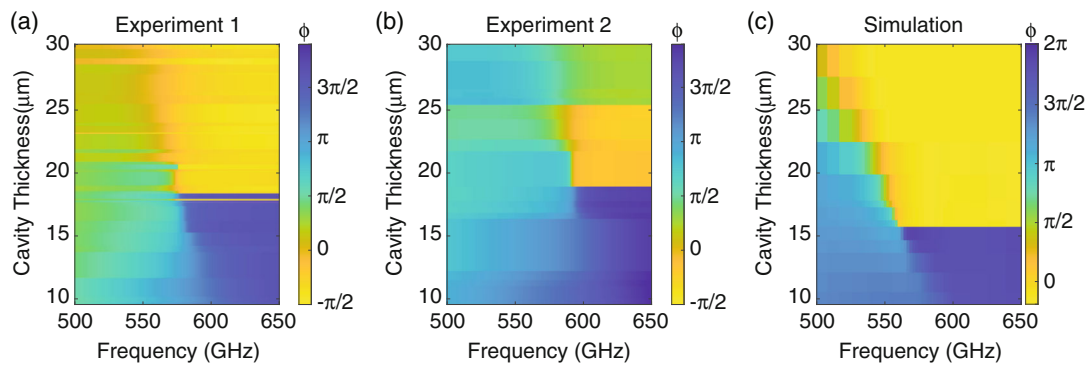 (a) Experiment 1 ϕ
30
25
20
15
10
500 550 600 650
Cavity Thickness(μm)
Frequency (GHz)
3π/2
π
π/2
0
-π/2
(b) Experiment 2 ϕ
30
25
20
15
10
500 550 600 650
Cavity Thickness(μm)
Frequency (GHz)
3π/2
π
π/2
0
-π/2
(c) Simulation ϕ
30
25
20
15
10
500 550 600 650
Cavity Thickness(μm)
Frequency (GHz)
2π
3π/2
π
π/2
0